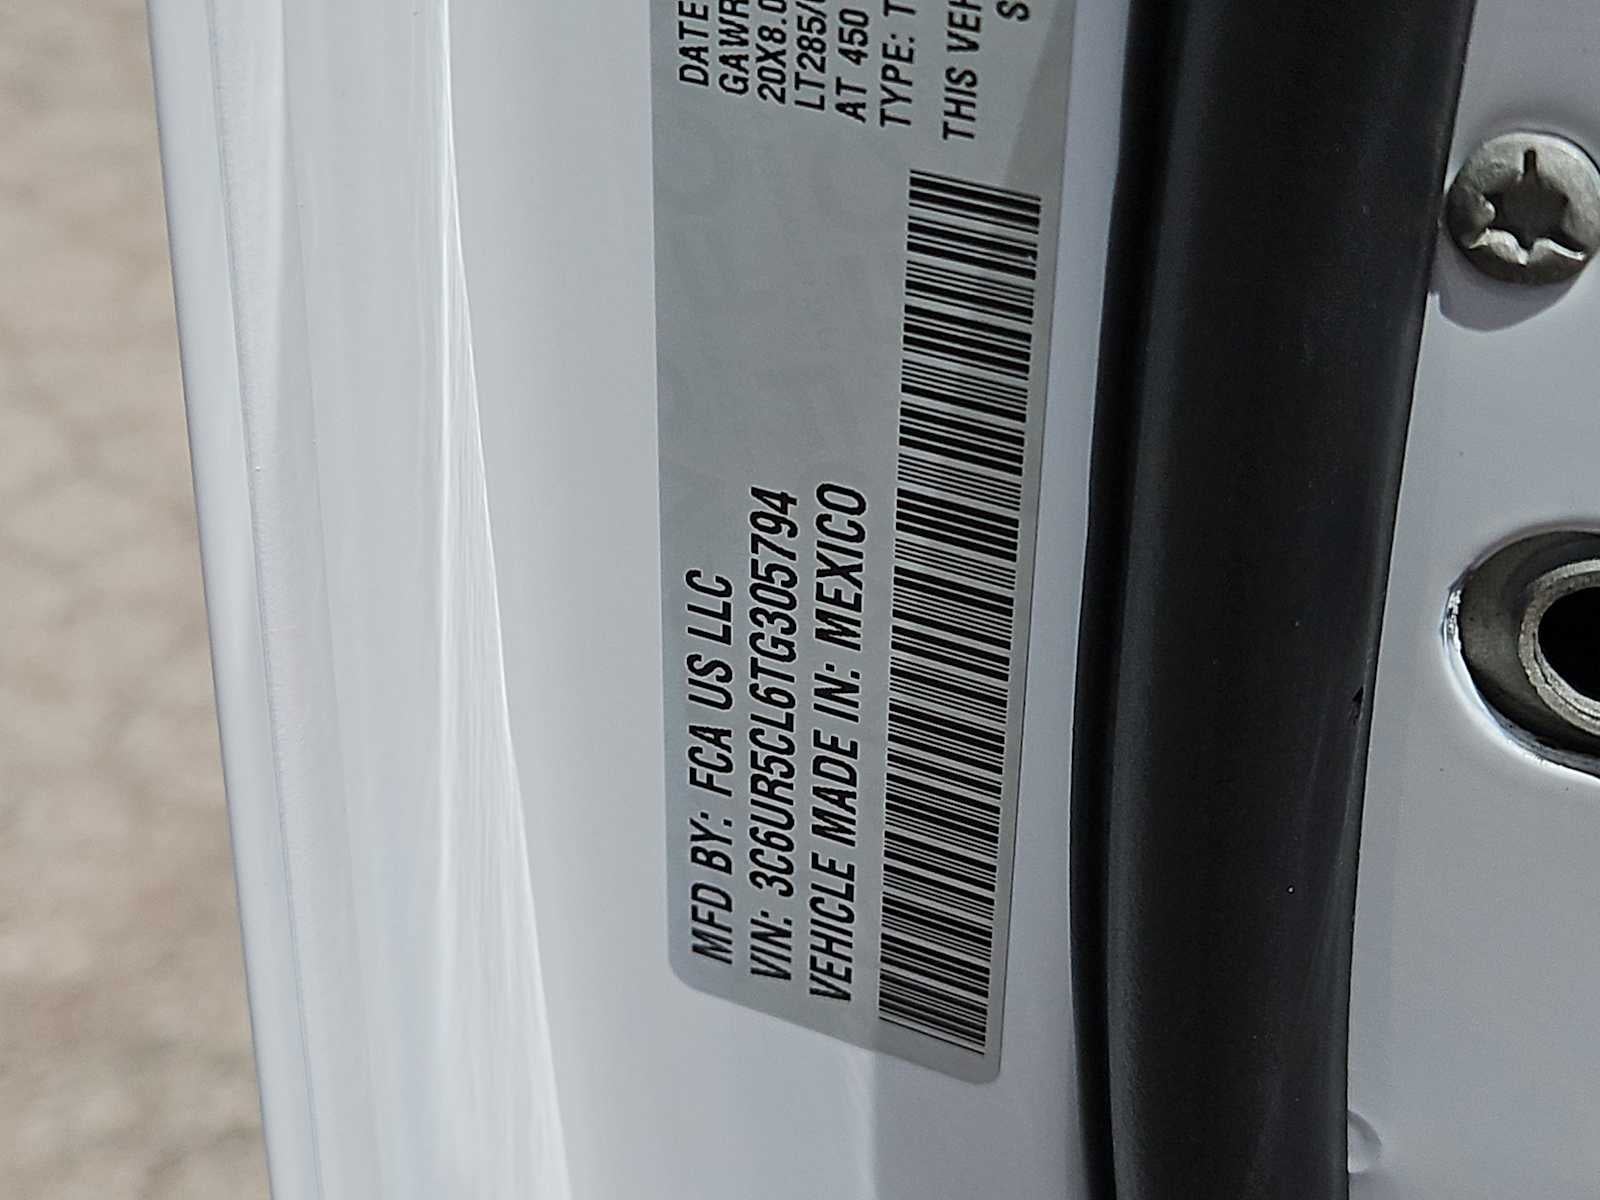 MFD BY: FCA US LLC
VIN: 3C6UR5CL6TG305794
VEHICLE MADE IN: MEXICO
DATE
GAWR
20X8.0
LT285/
AT 450
TYPE: T
THIS VEH
S